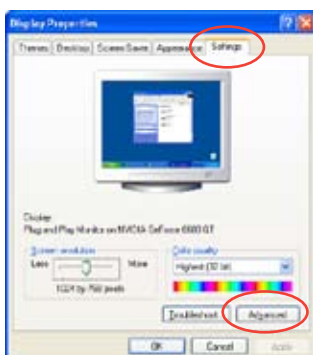 Display Properties
Themes Desktop Screen Saver Appearance Settings
Display:
Plug and Play Monitor on NVIDIA GeForce 6600 GT
Screen resolution
Less More
1024 by 768 pixels
Color quality
Highest (32 bit)
Troubleshoot... Advanced
OK Cancel Apply